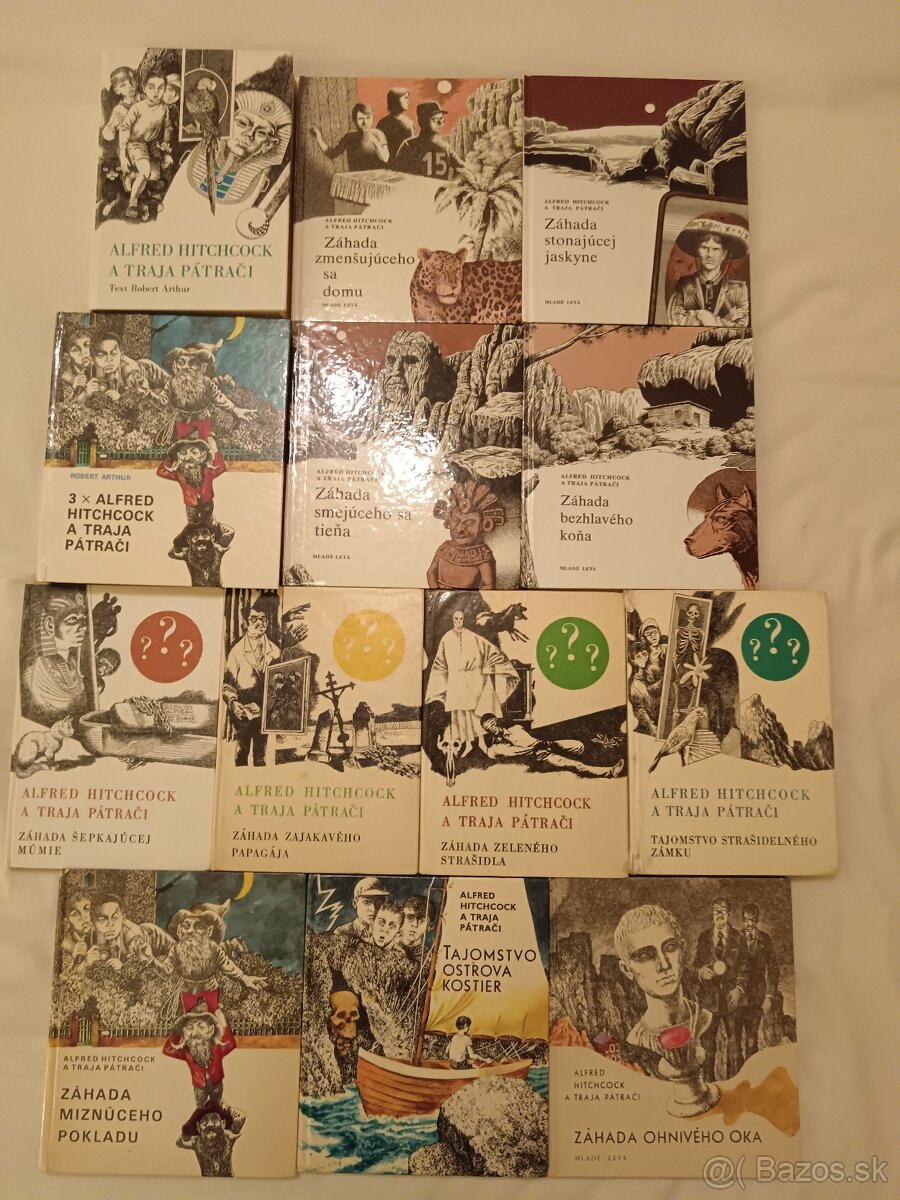 ALFRED HITCHCOCK
A TRAJA PÁTRAČI
Text Robert Arthur
15
ALFRED HITCHCOCK
A TRAJA PÁTRAČI
Záhada
zmenšujúceho
sa
domu
MLADÉ LETÁ
ALFRED HITCHCOCK
A TRAJA PÁTRAČI
Záhada
stonajúcej
jaskyne
MLADÉ LETÁ
ROBERT ARTHUR
3 × ALFRED
HITCHCOCK
A TRAJA
PÁTRAČI
ALFRED HITCHCOCK
A TRAJA PÁTRAČI
Záhada
smejúceho sa
tieňa
MLADÉ LETÁ
ALFRED HITCHCOCK
A TRAJA PÁTRAČI
Záhada
bezhlavého
koňa
MLADÉ LETÁ
???
ALFRED HITCHCOCK
A TRAJA PÁTRAČI
ZÁHADA ŠEPKAJÚCEJ
MÚMIE
???
ALFRED HITCHCOCK
A TRAJA PÁTRAČI
ZÁHADA ZAJAKAVÉHO
PAPAGÁJA
???
ALFRED HITCHCOCK
A TRAJA PÁTRAČI
ZÁHADA ZELENÉHO
STRAŠIDLA
???
ALFRED HITCHCOCK
A TRAJA PÁTRAČI
TAJOMSTVO STRAŠIDELNÉHO
ZÁMKU
ALFRED HITCHCOCK
A TRAJA PÁTRAČI
ZÁHADA
MIZNÚCEHO
POKLADU
ALFRED
HITCHCOCK
A TRAJA
PÁTRAČI
TAJOMSTVO
OSTROVA
KOSTIER
ALFRED
HITCHCOCK
A TRAJA PÁTRAČI
ZÁHADA OHNIVÉHO OKA
MLADÉ LETÁ
@( Bazos.sk